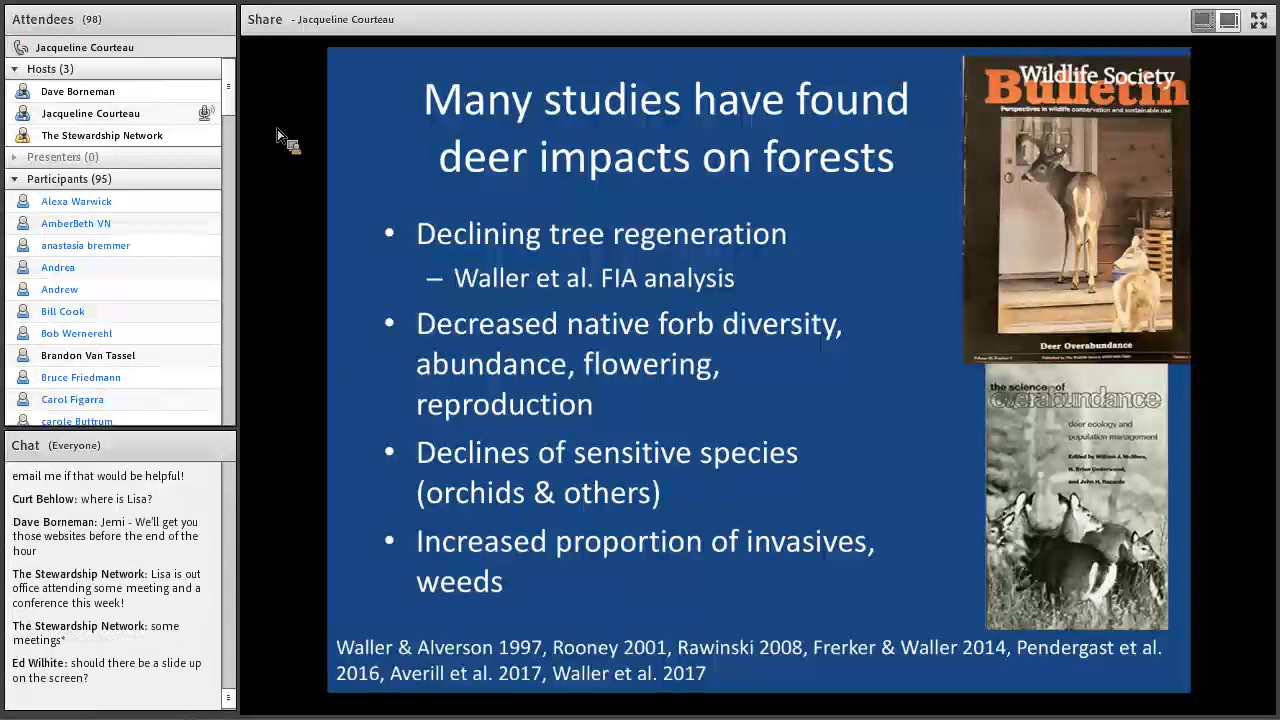 Attendees (98)
Jacqueline Courteau
Hosts (3)
Dave Borneman
Jacqueline Courteau
The Stewardship Network
Presenters (0)
Participants (95)
Alexa Warwick
AmberBeth VN
anastasia bremmer
Andrea
Andrew
Bill Cook
Bob Wernerehl
Brandon Van Tassel
Bruce Friedmann
Carol Figarra
carole Buttrum
Chat (Everyone)
email me if that would be helpful!
Curt Behlow: where is Lisa?
Dave Borneman: Jerni - We'll get you
those websites before the end of the
hour
The Stewardship Network: Lisa is out
office attending some meeting and a
conference this week!
The Stewardship Network: some
meetings*
Ed Wilhite: should there be a slide up
on the screen?
Share - Jacqueline Courteau
Many studies have found
deer impacts on forests
• Declining tree regeneration
– Waller et al. FIA analysis
• Decreased native forb diversity,
abundance, flowering,
reproduction
• Declines of sensitive species
(orchids & others)
• Increased proportion of invasives,
weeds
Waller & Alverson 1997, Rooney 2001, Rawinski 2008, Frerker & Waller 2014, Pendergast et al.
2016, Averill et al. 2017, Waller et al. 2017
Wildlife Society
Bulletin
Perspectives in wildlife conservation and sustainable use
Deer Overabundance
the science of
overabundance
deer ecology and
population management
Edited by William J. McShea,
H. Brian Underwood,
and John H. Rappole